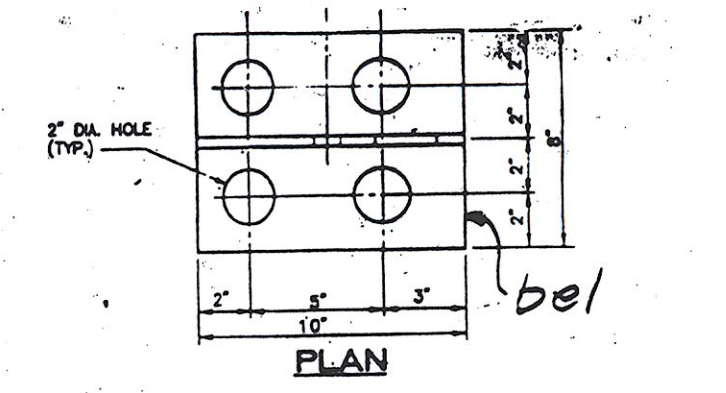 2"
2" DIA. HOLE
(TYP.)
2"
8"
2"
2"
bel
2" 5" 3"
10"
PLAN